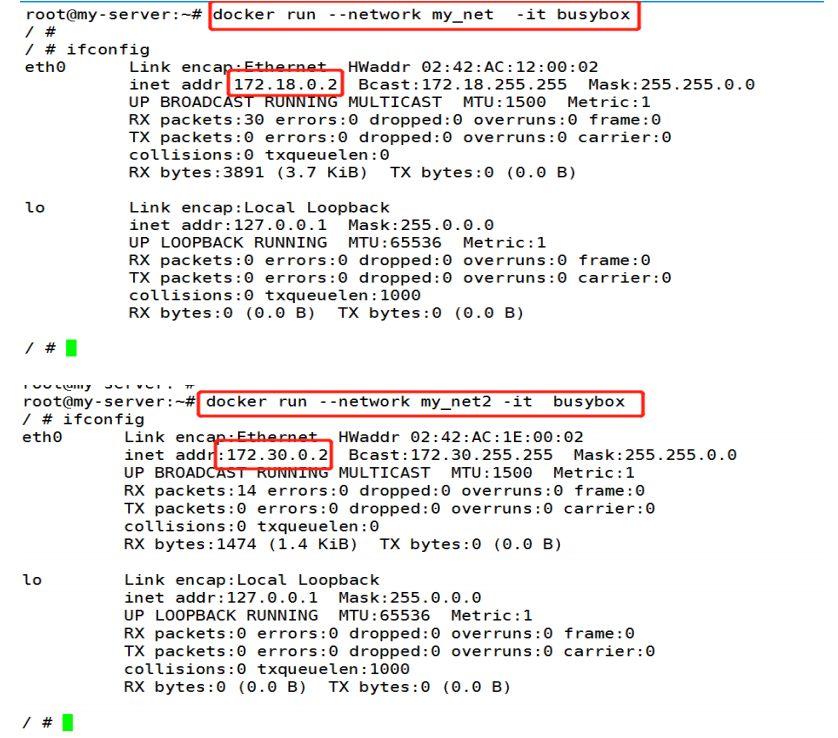 root@my-server:~# docker run --network my_net  -it busybox
/ #
/ # ifconfig
eth0      Link encap:Ethernet  HWaddr 02:42:AC:12:00:02
          inet addr:172.18.0.2  Bcast:172.18.255.255  Mask:255.255.0.0
          UP BROADCAST RUNNING MULTICAST  MTU:1500  Metric:1
          RX packets:30 errors:0 dropped:0 overruns:0 frame:0
          TX packets:0 errors:0 dropped:0 overruns:0 carrier:0
          collisions:0 txqueuelen:0
          RX bytes:3891 (3.7 KiB)  TX bytes:0 (0.0 B)
lo        Link encap:Local Loopback
          inet addr:127.0.0.1  Mask:255.0.0.0
          UP LOOPBACK RUNNING  MTU:65536  Metric:1
          RX packets:0 errors:0 dropped:0 overruns:0 frame:0
          TX packets:0 errors:0 dropped:0 overruns:0 carrier:0
          collisions:0 txqueuelen:1000
          RX bytes:0 (0.0 B)  TX bytes:0 (0.0 B)
/ #
root@my-server:~# docker run --network my_net2 -it  busybox
/ # ifconfig
eth0      Link encap:Ethernet  HWaddr 02:42:AC:1E:00:02
          inet addr:172.30.0.2  Bcast:172.30.255.255  Mask:255.255.0.0
          UP BROADCAST RUNNING MULTICAST  MTU:1500  Metric:1
          RX packets:14 errors:0 dropped:0 overruns:0 frame:0
          TX packets:0 errors:0 dropped:0 overruns:0 carrier:0
          collisions:0 txqueuelen:0
          RX bytes:1474 (1.4 KiB)  TX bytes:0 (0.0 B)
lo        Link encap:Local Loopback
          inet addr:127.0.0.1  Mask:255.0.0.0
          UP LOOPBACK RUNNING  MTU:65536  Metric:1
          RX packets:0 errors:0 dropped:0 overruns:0 frame:0
          TX packets:0 errors:0 dropped:0 overruns:0 carrier:0
          collisions:0 txqueuelen:1000
          RX bytes:0 (0.0 B)  TX bytes:0 (0.0 B)
/ #